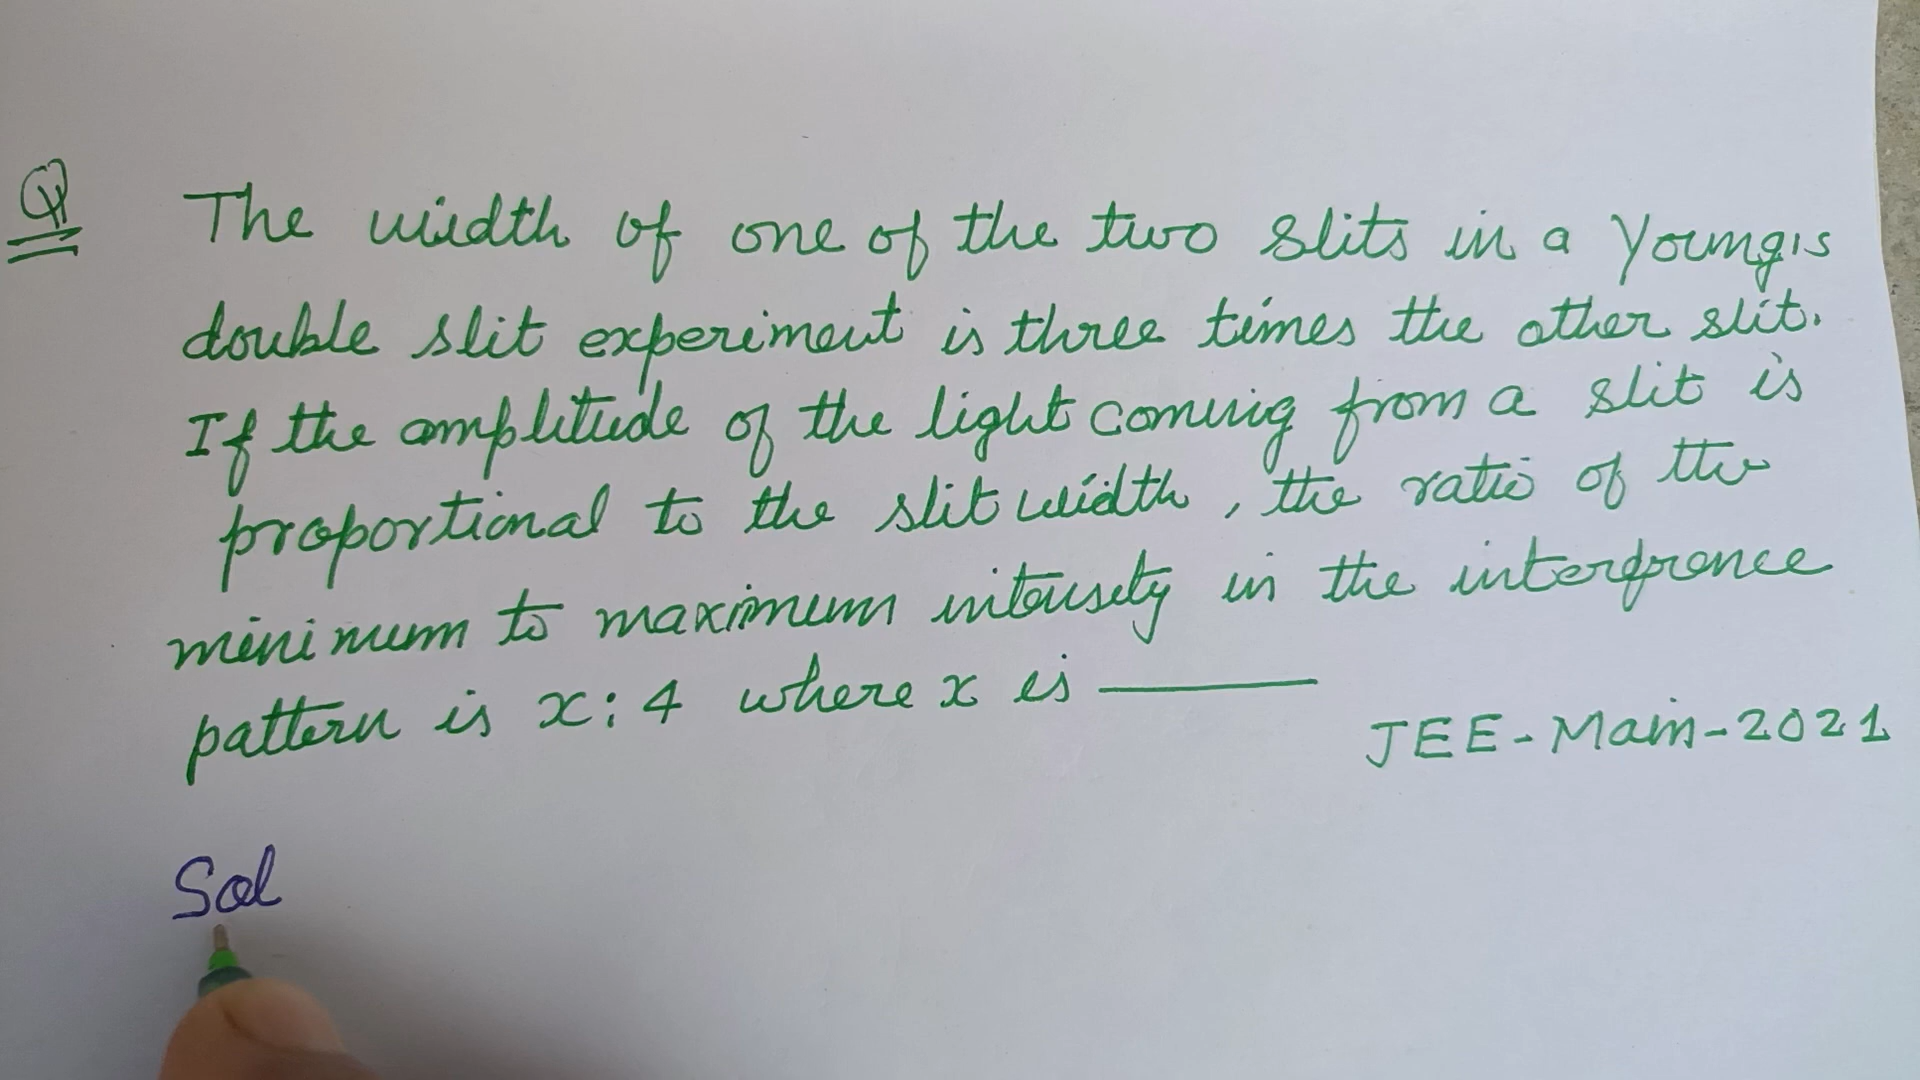 Q The width of one of the two slits in a Young's
double slit experiment is three times the other slit.
If the amplitude of the light coming from a slit is
proportional to the slit width, the ratio of the
minimum to maximum intensity in the interfrence
pattern is x:4 where x is ______
JEE-Main-2021
Sol